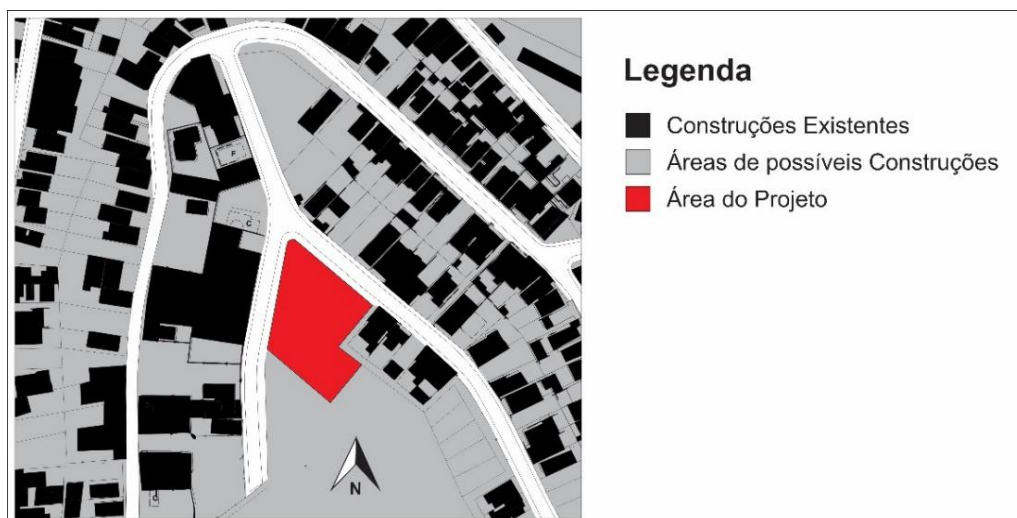 Legenda
Construções Existentes
Áreas de possíveis Construções
Área do Projeto
P
C
N